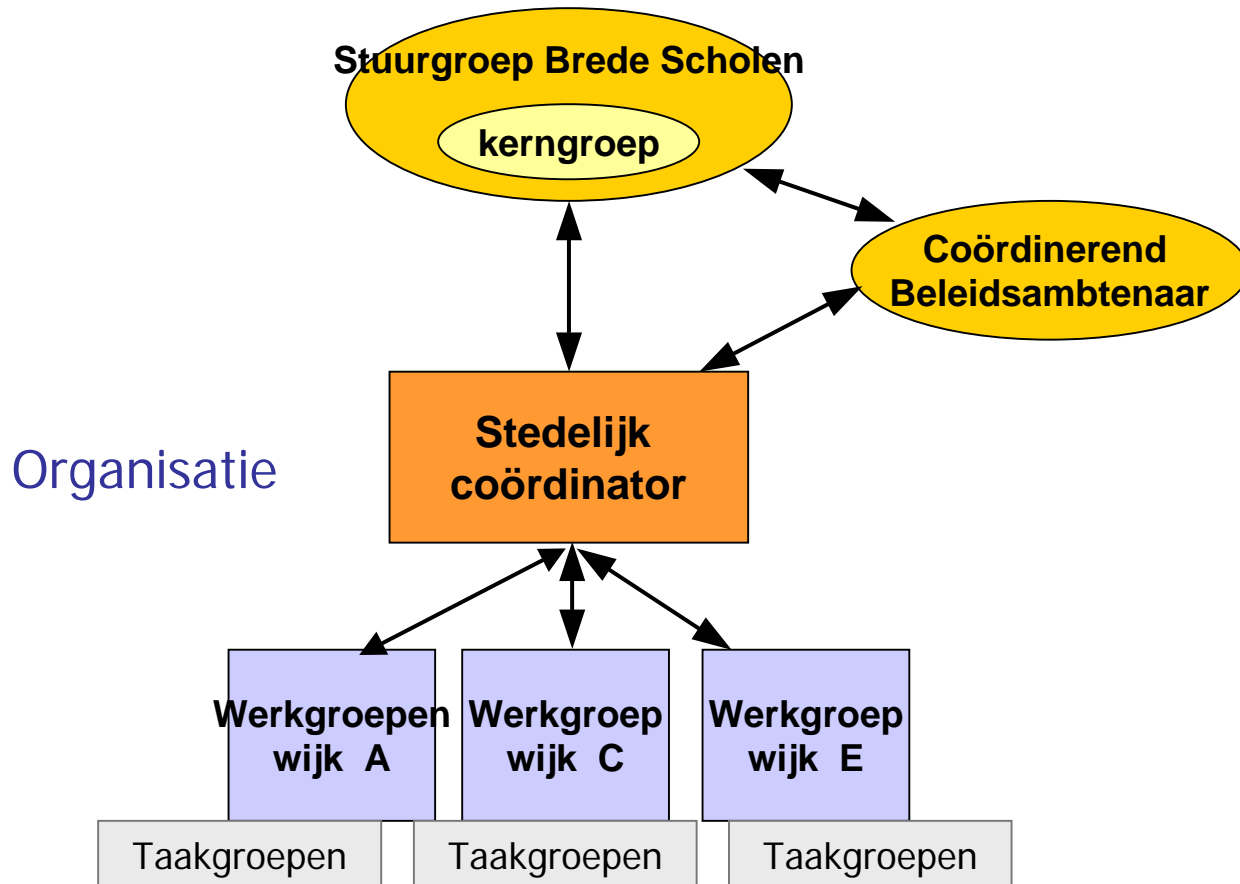 Stuurgroep Brede Scholen
kerngroep
Coördinerend
Beleidsambtenaar
Stedelijk
coördinator
Organisatie
Werkgroepen
wijk A
Werkgroep
wijk C
Werkgroep
wijk E
Taakgroepen
Taakgroepen
Taakgroepen